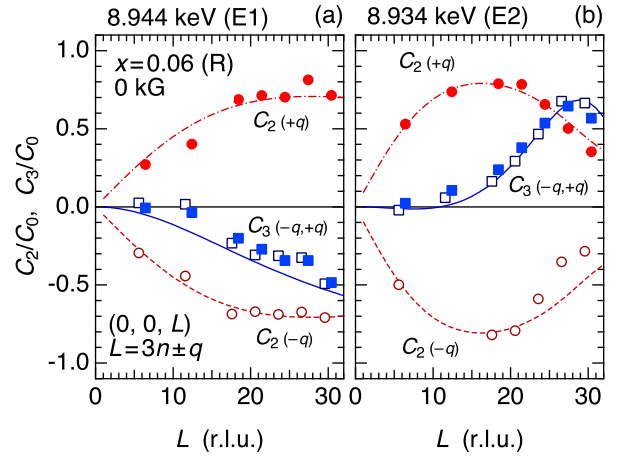 8.944 keV (E1) (a)
8.934 keV (E2) (b)
C2/C0, C3/C0
1.0
0.5
0.0
-0.5
-1.0
x = 0.06 (R)
0 kG
C2 (+q)
C3 (−q,+q)
C2 (−q)
(0, 0, L)
L=3n±q
C2 (+q)
C3 (−q,+q)
C2 (−q)
0 10 20 30
0 10 20 30
L (r.l.u.)
L (r.l.u.)